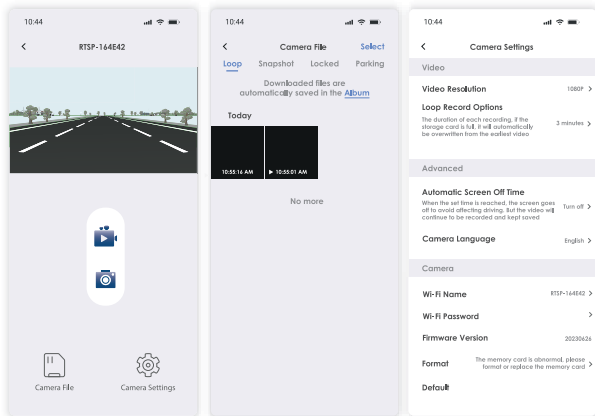 10:44
RTSP-164E42
Camera File
Camera Settings
10:44
Camera File
Select
Loop
Snapshot
Locked
Parking
Downloaded files are
automatically saved in the Album
Today
10:55:16 AM
10:55:01 AM
No more
10:44
Camera Settings
Video
Video Resolution
1080P
Loop Record Options
The duration of each recording, if the
storage card is full, it will automatically
be overwritten from the earliest video
3 minutes
Advanced
Automatic Screen Off Time
When the set time is reached, the screen goes
off to avoid affecting driving. But the video will
continue to be recorded and kept saved
Turn off
Camera Language
English
Camera
Wi-Fi Name
RTSP-164E42
Wi-Fi Password
Firmware Version
20230626
Format
The memory card is abnormal, please
format or replace the memory card
Default